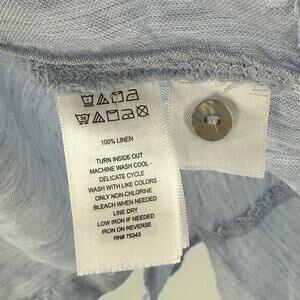 100% LINEN
TURN INSIDE OUT
MACHINE WASH COOL -
DELICATE CYCLE
WASH WITH LIKE COLORS
ONLY NON-CHLORINE
BLEACH WHEN NEEDED
LINE DRY
LOW IRON IF NEEDED
IRON ON REVERSE
RN# 75343